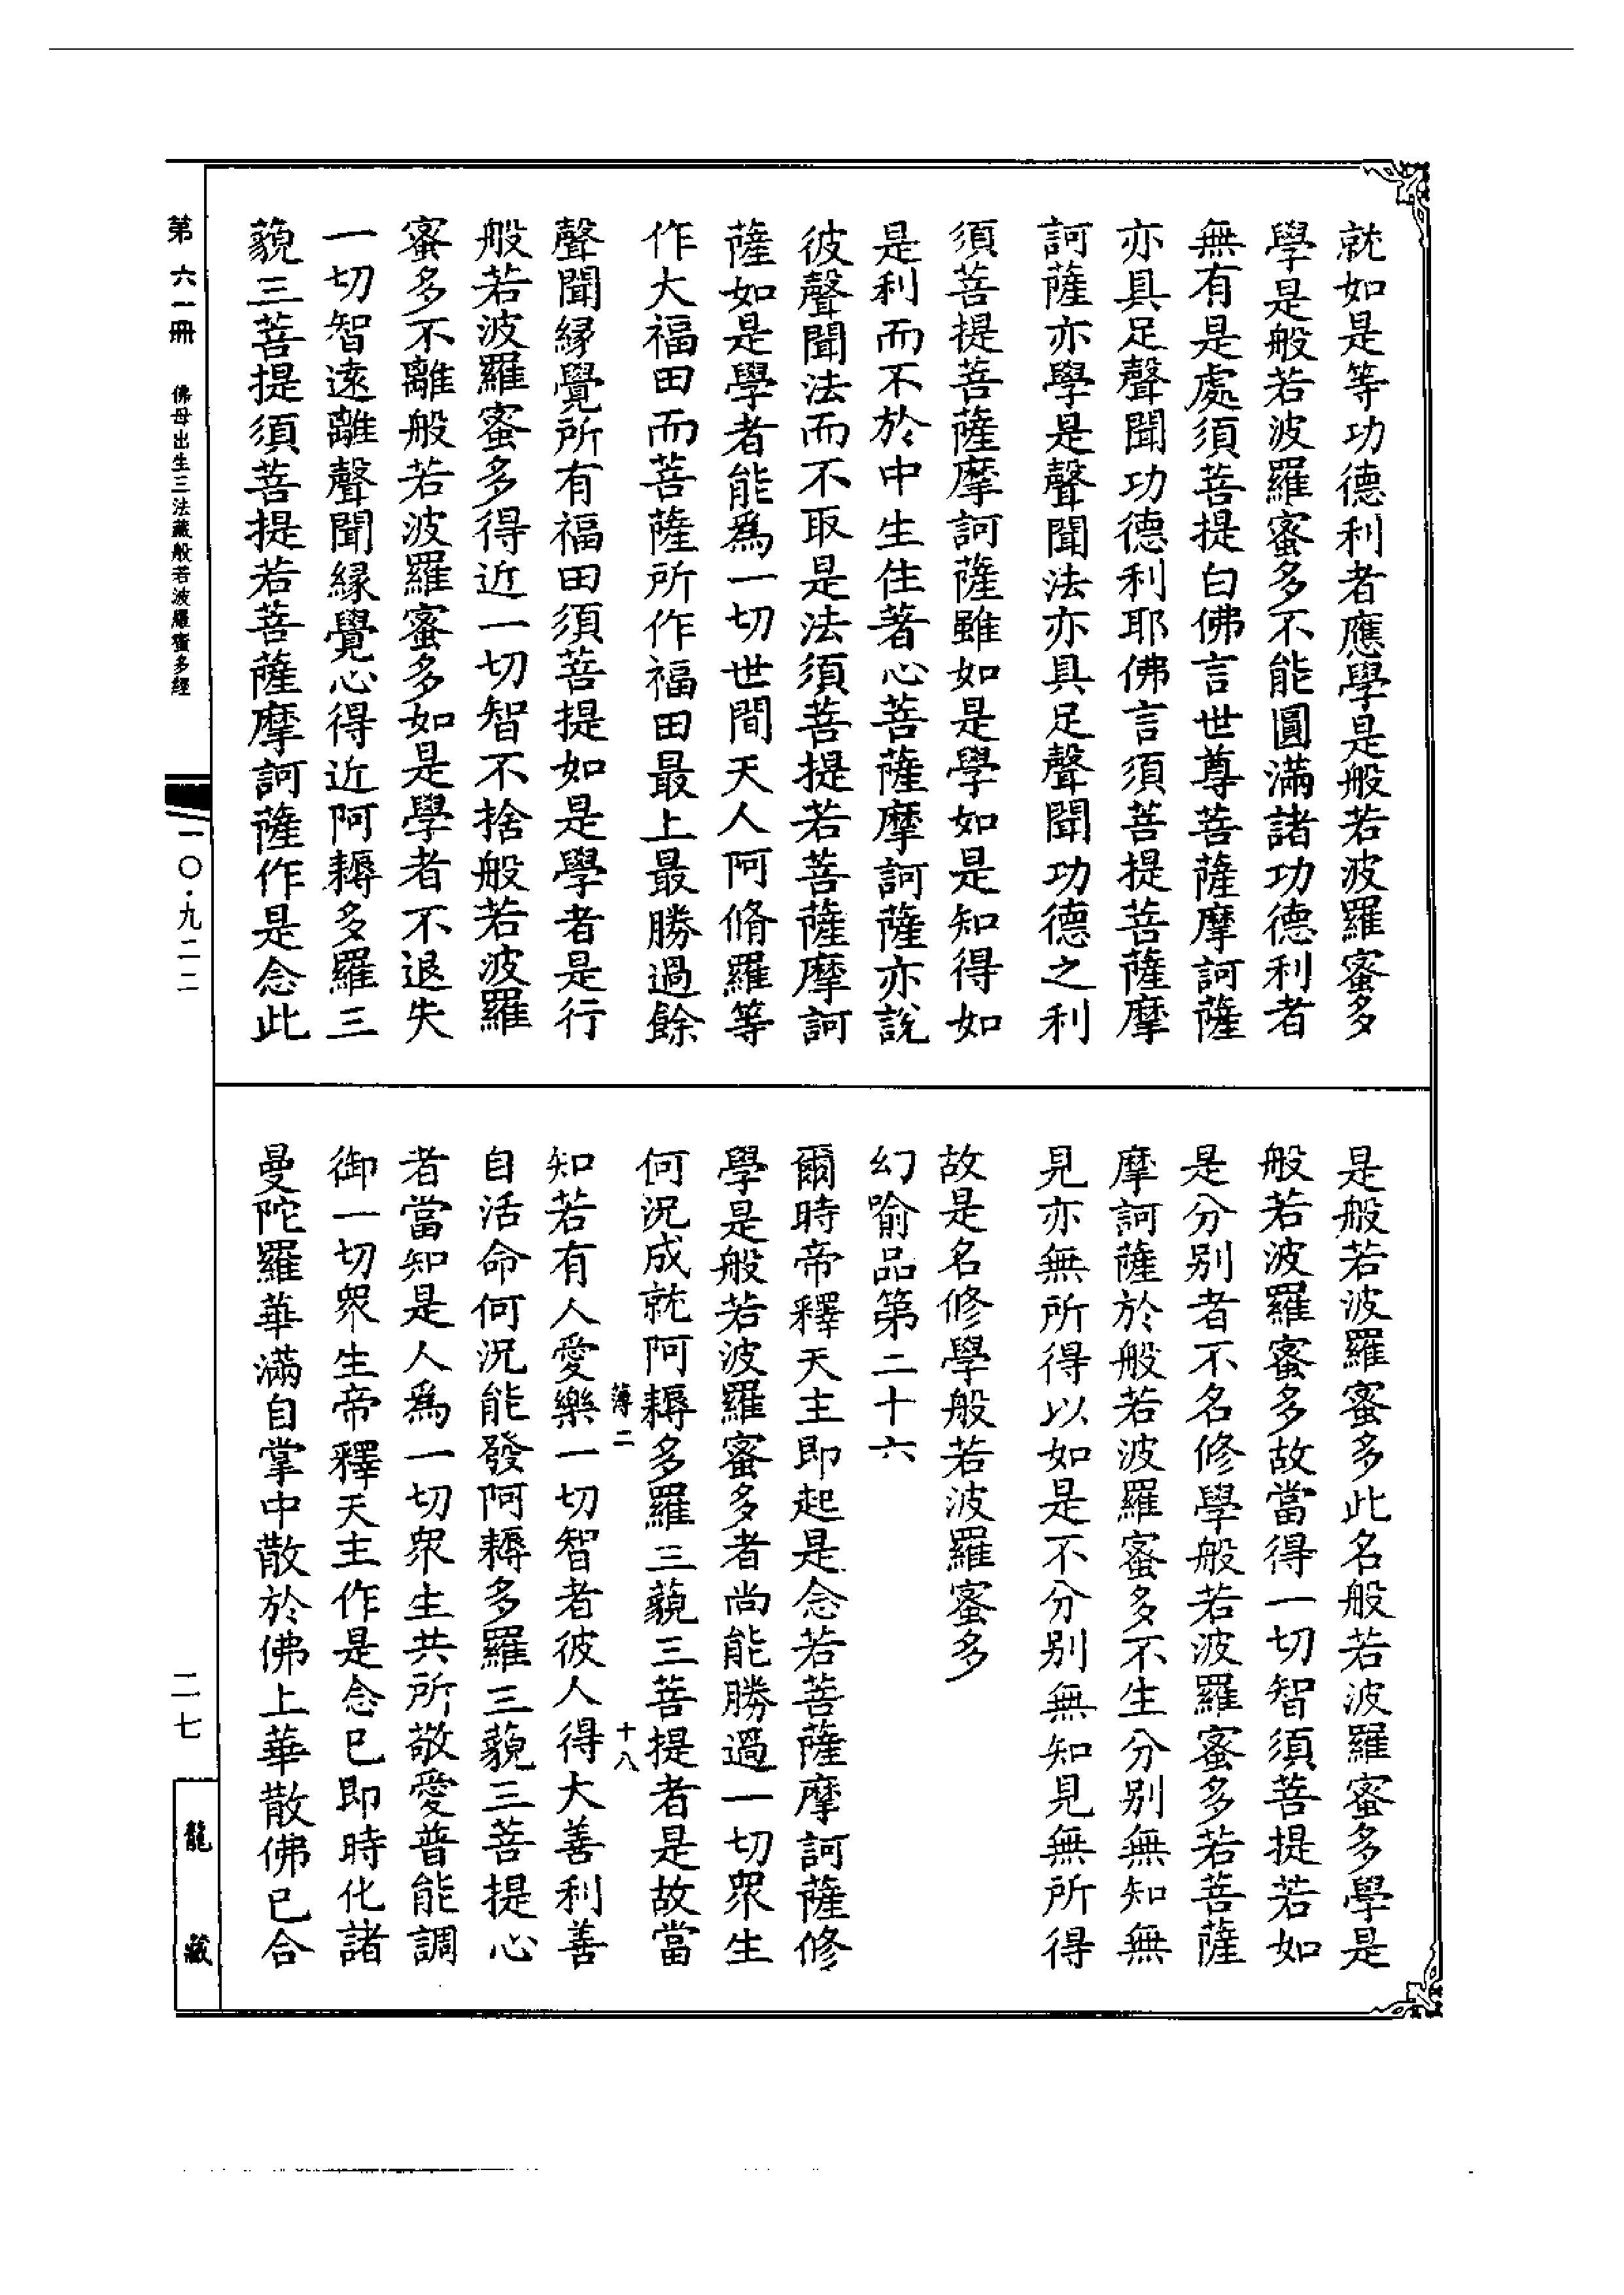 就如是等功德利者應學是般若波羅蜜多
學是般若波羅蜜多不能圓滿諸功德利者
無有是處須菩提白佛言世尊菩薩摩訶薩
亦具足聲聞功德利耶佛言須菩提菩薩摩
訶薩亦學是聲聞法亦具足聲聞功德之利
須菩提菩薩摩訶薩雖如是學如是知得如
是利而不於中生住著心菩薩摩訶薩亦說
彼聲聞法而不取是法須菩提若菩薩摩訶
薩如是學者能爲一切世間天人阿脩羅等
作大福田而菩薩所作福田最上最勝過餘
聲聞緣覺所有福田須菩提如是學者是行
般若波羅蜜多得近一切智不捨般若波羅
蜜多不離般若波羅蜜多如是學者不退失
一切智遠離聲聞緣覺心得近阿耨多羅三
藐三菩提須菩提若菩薩摩訶薩作是念此
是般若波羅蜜多此名般若波羅蜜多學是
般若波羅蜜多故當得一切智須菩提若如
是分別者不名修學般若波羅蜜多若菩薩
摩訶薩於般若波羅蜜多不生分別無知無
見亦無所得以如是不分別無知見無所得
故是名修學般若波羅蜜多
幻喻品第二十六
爾時帝釋天主即起是念若菩薩摩訶薩修
學是般若波羅蜜多者尚能勝過一切眾生
何況成就阿耨多羅三藐三菩提者是故當
薄二 十八
知若有人愛樂一切智者彼人得大善利善
自活命何況能發阿耨多羅三藐三菩提心
者當知是人爲一切眾生共所敬愛普能調
御一切眾生帝釋天主作是念已即時化諸
曼陀羅華滿自掌中散於佛上華散佛已合
第六一冊 佛母出生三法藏般若波羅蜜多經
一〇·九二二
二七
龍藏